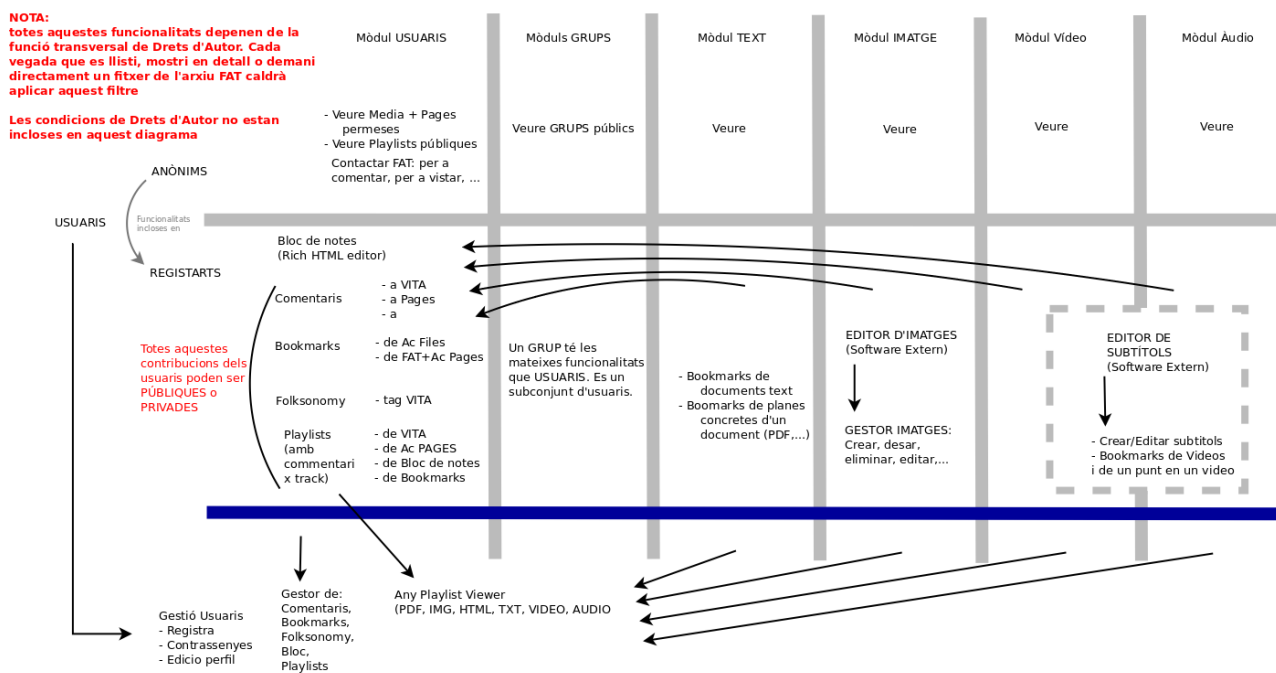 NOTA:
totes aquestes funcionalitats depenen de la
funció transversal de Drets d'Autor. Cada
vegada que es llisti, mostri en detall o demani
directament un fitxer de l'arxiu FAT caldrà
aplicar aquest filtre
Les condicions de Drets d'Autor no estan
incloses en aquest diagrama
Mòdul USUARIS
Mòduls GRUPS
Mòdul TEXT
Mòdul IMATGE
Mòdul Vídeo
Mòdul Àudio
- Veure Media + Pages
permeses
- Veure Playlists públiques
Contactar FAT: per a
comentar, per a vistar, ...
Veure GRUPS públics
Veure
Veure
Veure
Veure
ANÒNIMS
USUARIS
Funcionalitats
incloses en
REGISTARTS
Bloc de notes
(Rich HTML editor)
Comentaris
- a VITA
- a Pages
- a
Bookmarks
- de Ac Files
- de FAT+Ac Pages
Folksonomy
- tag VITA
Playlists
(amb
commentari
x track)
- de VITA
- de Ac PAGES
- de Bloc de notes
- de Bookmarks
Totes aquestes
contribucions dels
usuaris poden ser
PÚBLIQUES o
PRIVADES
Un GRUP té les
mateixes funcionalitats
que USUARIS. Es un
subconjunt d'usuaris.
- Bookmarks de
documents text
- Boomarks de planes
concretes d'un
document (PDF,...)
EDITOR D'IMATGES
(Software Extern)
GESTOR IMATGES:
Crear, desar,
eliminar, editar,...
EDITOR DE
SUBTÍTOLS
(Software Extern)
- Crear/Editar subtitols
- Bookmarks de Videos
i de un punt en un video
Gestió Usuaris
- Registra
- Contrassenyes
- Edicio perfil
Gestor de:
Comentaris,
Bookmarks,
Folksonomy,
Bloc,
Playlists
Any Playlist Viewer
(PDF, IMG, HTML, TXT, VIDEO, AUDIO